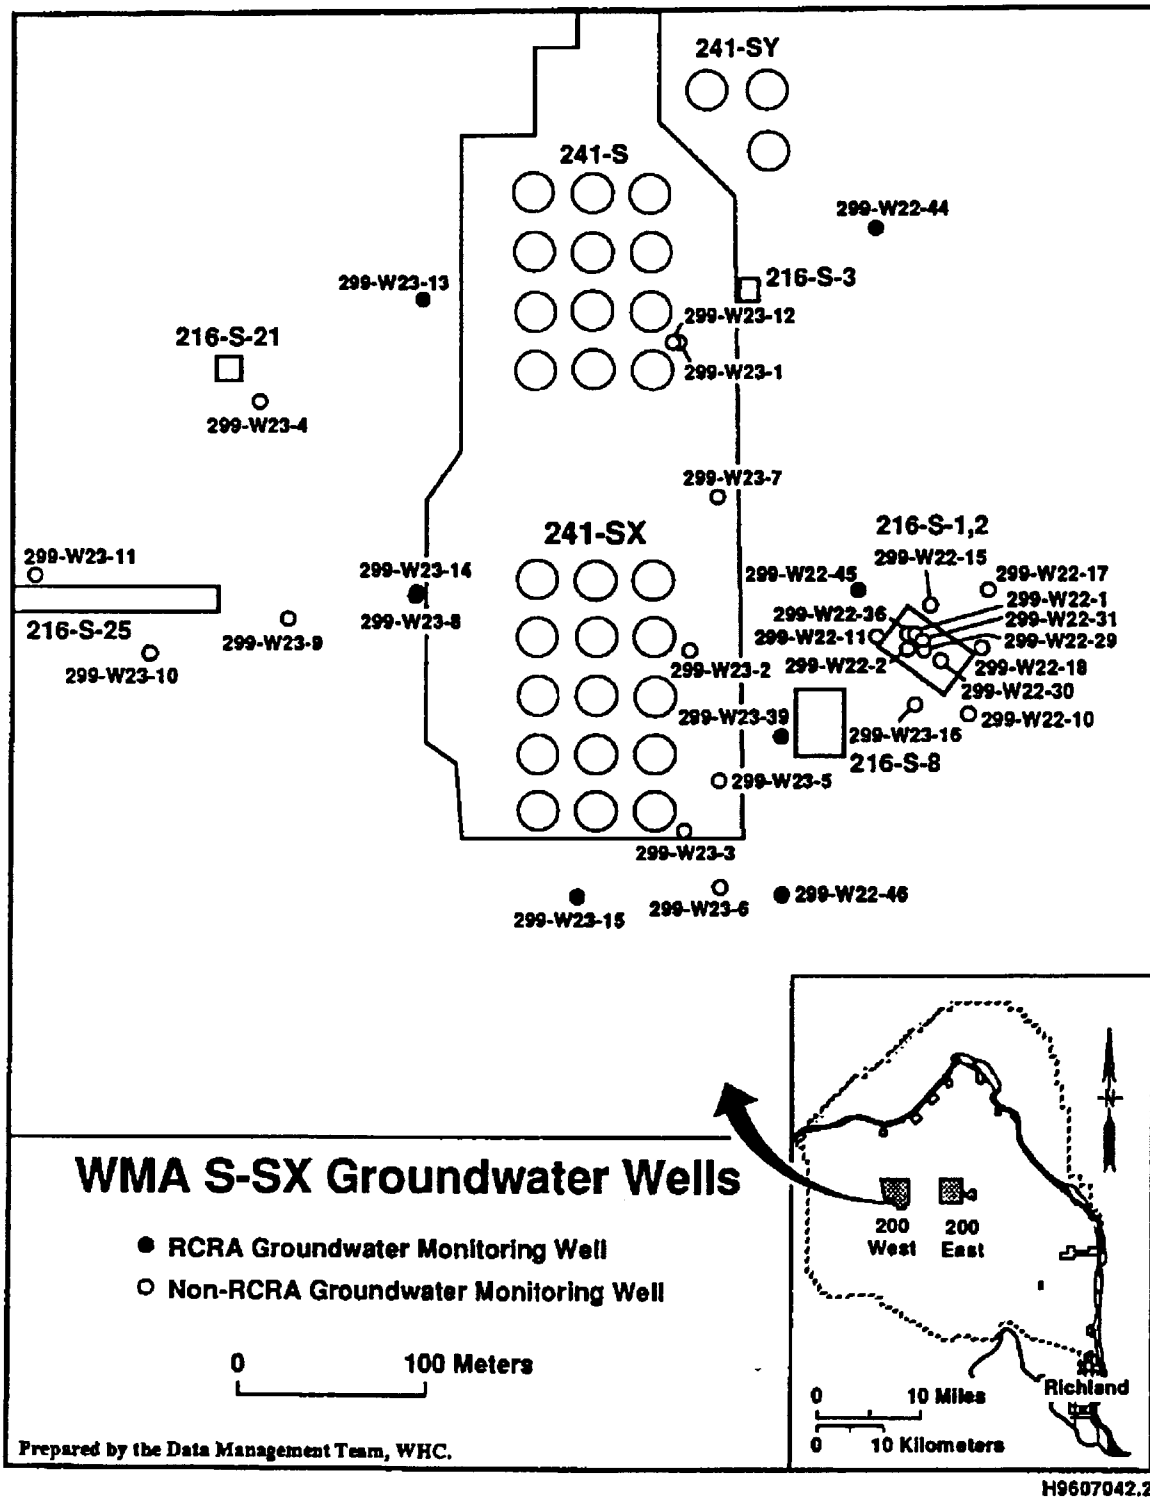 241-SY
241-S
299-W22-44
299-W23-13
216-S-3
299-W23-12
216-S-21
299-W23-1
299-W23-4
299-W23-7
241-SX
216-S-1,2
299-W23-11
299-W23-14
299-W22-45
299-W22-15
299-W22-17
299-W22-1
299-W22-36
299-W22-31
216-S-25
299-W23-9
299-W23-8
299-W22-11
299-W22-29
299-W23-10
299-W23-2
299-W22-2
299-W22-18
299-W22-30
299-W23-39
299-W23-16
299-W22-10
216-S-8
299-W23-5
299-W23-3
299-W23-15
299-W23-6
299-W22-46
WMA S-SX Groundwater Wells
RCRA Groundwater Monitoring Well
Non-RCRA Groundwater Monitoring Well
0 100 Meters
Prepared by the Data Management Team, WHC.
N
200 West
200 East
Richland
0 10 Miles
0 10 Kilometers
H9607042.2